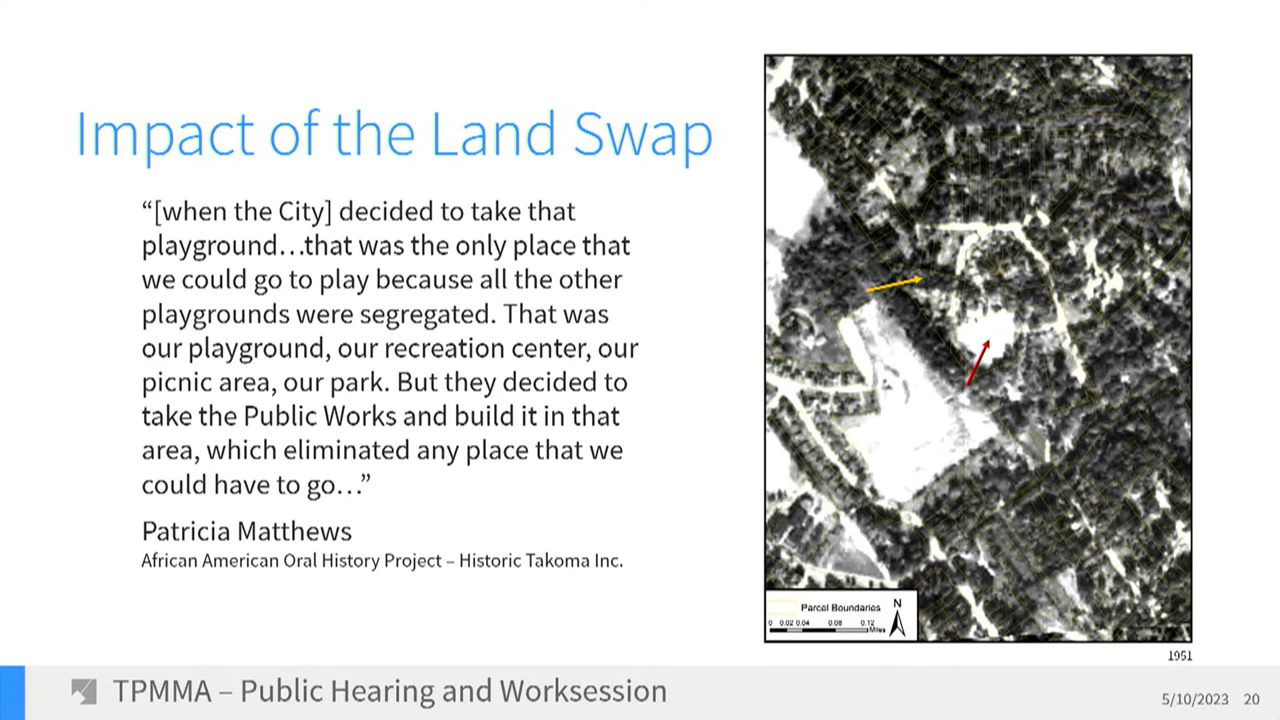 Impact of the Land Swap
“[when the City] decided to take that
playground…that was the only place that
we could go to play because all the other
playgrounds were segregated. That was
our playground, our recreation center, our
picnic area, our park. But they decided to
take the Public Works and build it in that
area, which eliminated any place that we
could have to go…”
Patricia Matthews
African American Oral History Project – Historic Takoma Inc.
Parcel Boundaries
N
0 0.02 0.04 0.08 0.12
Miles
1951
TPMMA – Public Hearing and Worksession
5/10/2023 20